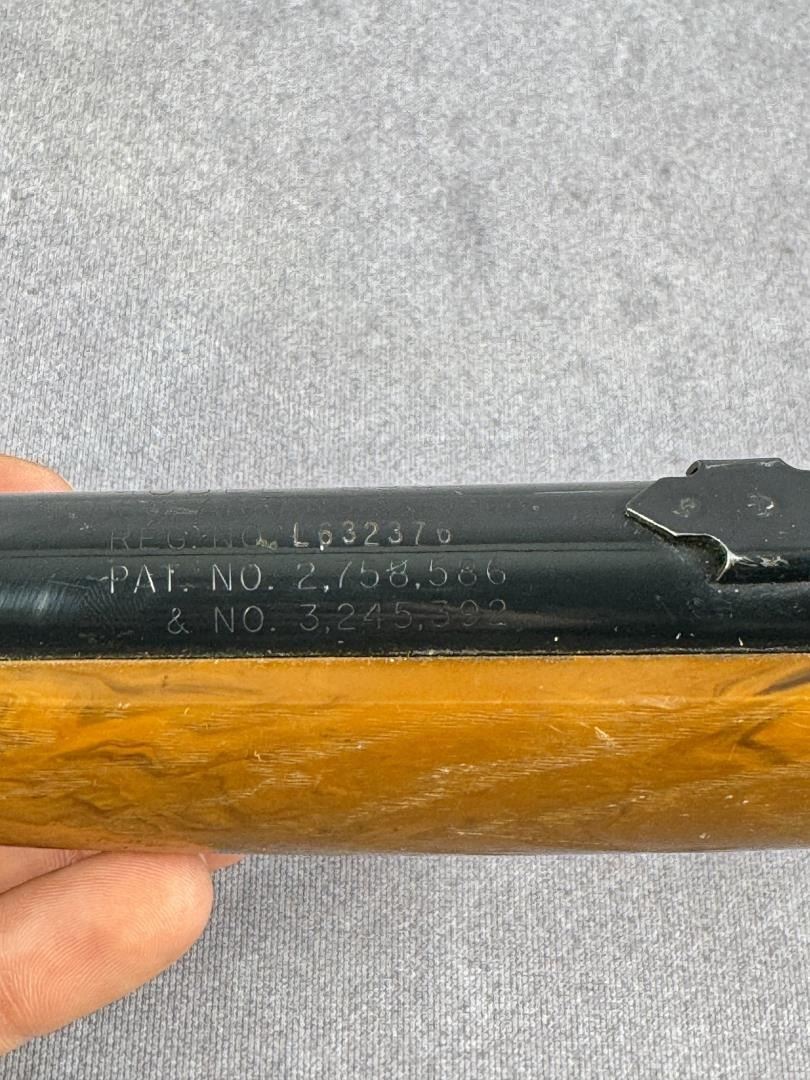 REG. NO. L632376
PAT. NO. 2,758,586
& NO. 3,245,392